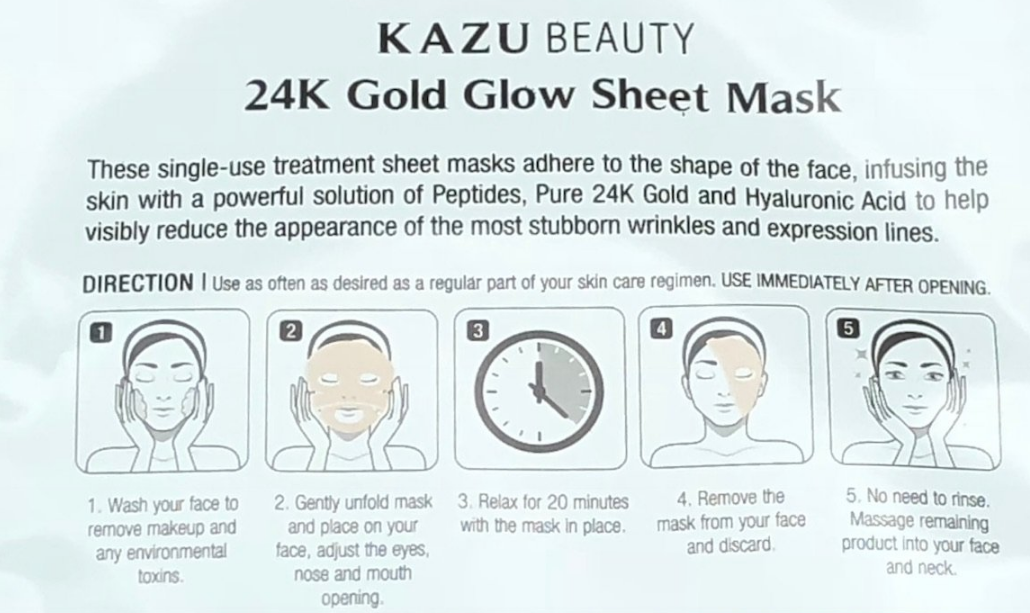 KAZU BEAUTY
24K Gold Glow Sheet Mask
These single-use treatment sheet masks adhere to the shape of the face, infusing the
skin with a powerful solution of Peptides, Pure 24K Gold and Hyaluronic Acid to help
visibly reduce the appearance of the most stubborn wrinkles and expression lines.
DIRECTION | Use as often as desired as a regular part of your skin care regimen. USE IMMEDIATELY AFTER OPENING.
1
2
3
4
5
1. Wash your face to
remove makeup and
any environmental
toxins.
2. Gently unfold mask
and place on your
face, adjust the eyes,
nose and mouth
opening.
3. Relax for 20 minutes
with the mask in place.
4. Remove the
mask from your face
and discard.
5. No need to rinse.
Massage remaining
product into your face
and neck.